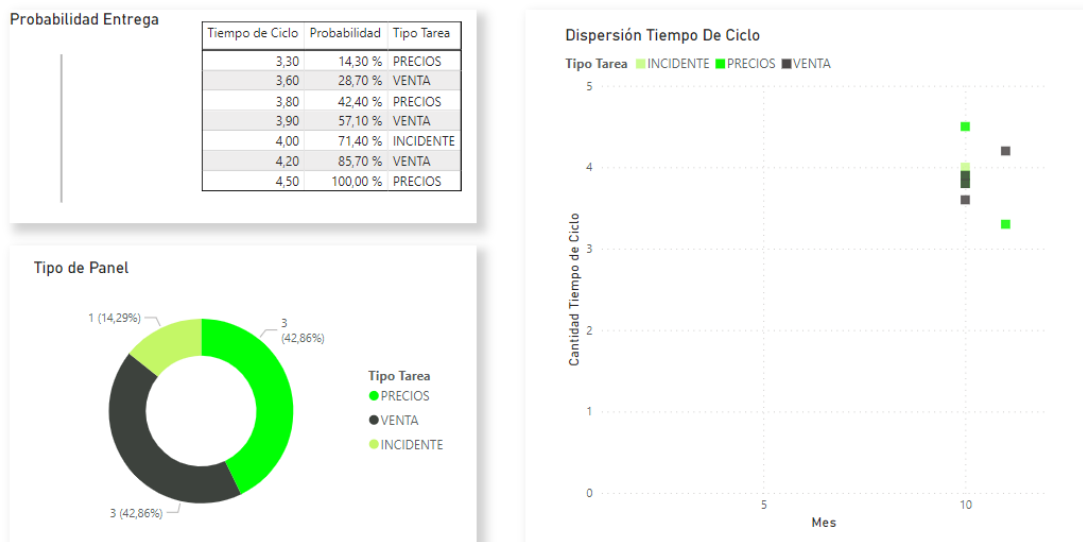 Probabilidad Entrega
Tiempo de Ciclo Probabilidad Tipo Tarea
3,30 14,30 % PRECIOS
3,60 28,70 % VENTA
3,80 42,40 % PRECIOS
3,90 57,10 % VENTA
4,00 71,40 % INCIDENTE
4,20 85,70 % VENTA
4,50 100,00 % PRECIOS
Tipo de Panel
1 (14,29%)
3
(42,86%)
3 (42,86%)
Tipo Tarea
PRECIOS
VENTA
INCIDENTE
Dispersión Tiempo De Ciclo
Tipo Tarea INCIDENTE PRECIOS VENTA
Cantidad Tiempo de Ciclo
5
4
3
2
1
0
5 10
Mes